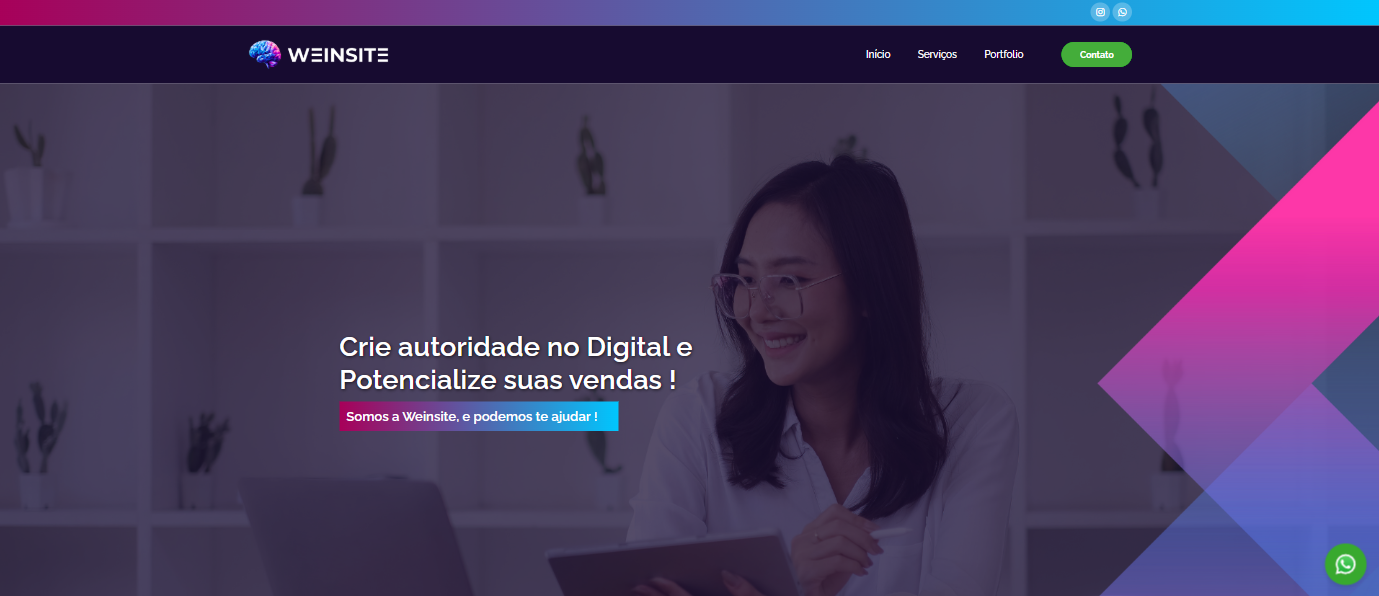 WEINSITE
Início Serviços Portfolio Contato
Crie autoridade no Digital e
Potencialize suas vendas !
Somos a Weinsite, e podemos te ajudar !